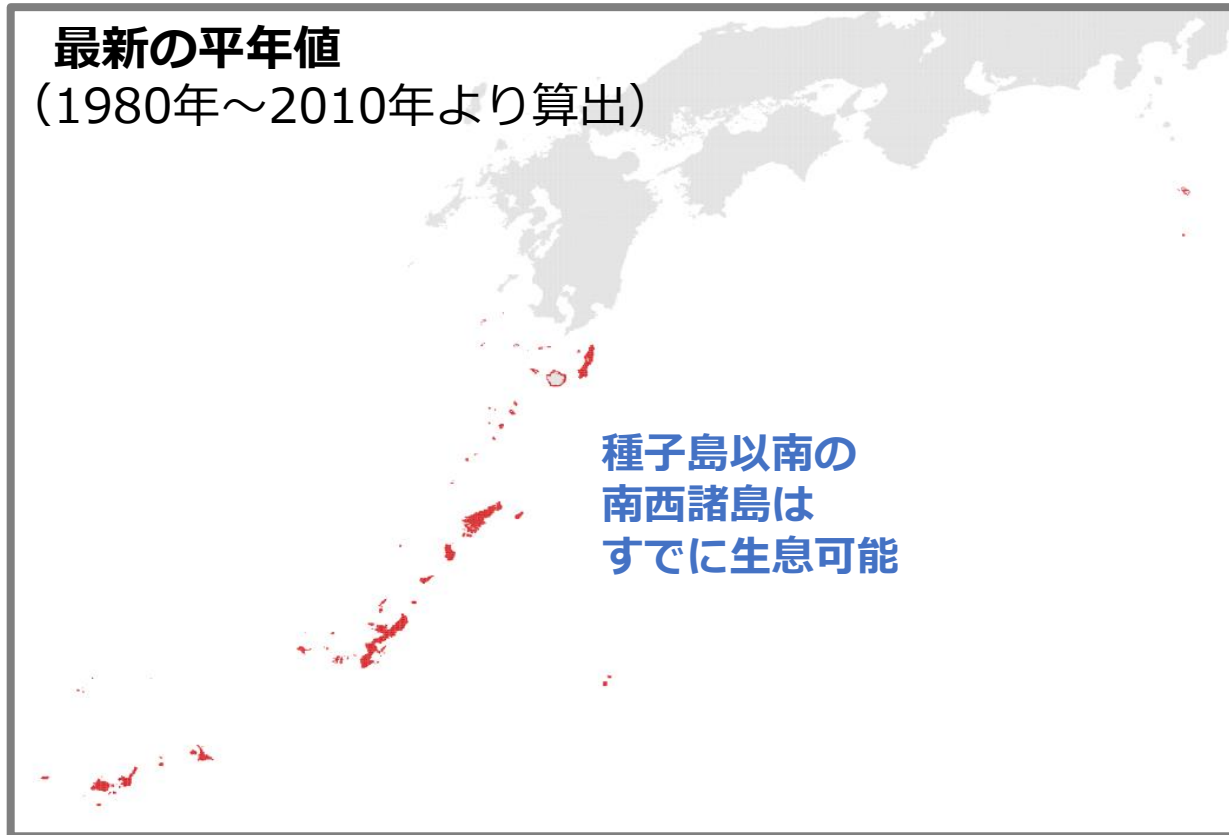 最新の平年値
（1980年～2010年より算出）
種子島以南の
南西諸島は
すでに生息可能